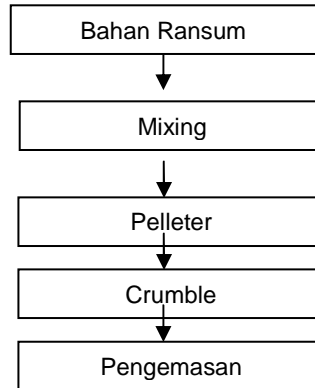 Bahan Ransum
Mixing
Pelleter
Crumble
Pengemasan